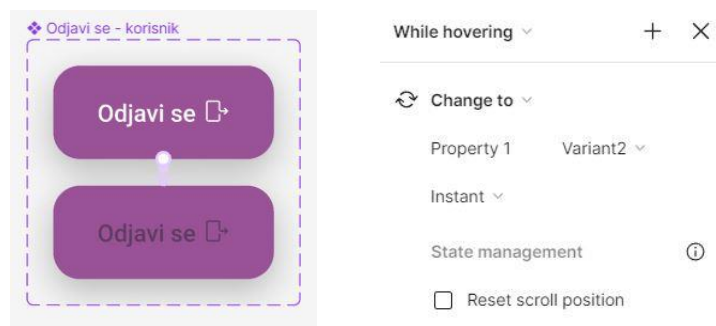 Odjavi se - korisnik
Odjavi se
Odjavi se
While hovering
Change to
Property 1 Variant2
Instant
State management
Reset scroll position